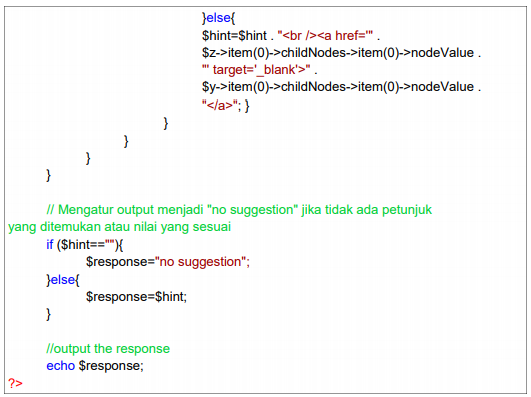 }else{
$hint=$hint . "<br /><a href='" .
$z->item(0)->childNodes->item(0)->nodeValue .
"' target='_blank'>" .
$y->item(0)->childNodes->item(0)->nodeValue .
"</a>"; }
}
}
}
}
// Mengatur output menjadi "no suggestion" jika tidak ada petunjuk
yang ditemukan atau nilai yang sesuai
if ($hint==""){
$response="no suggestion";
}else{
$response=$hint;
}
//output the response
echo $response;
?>